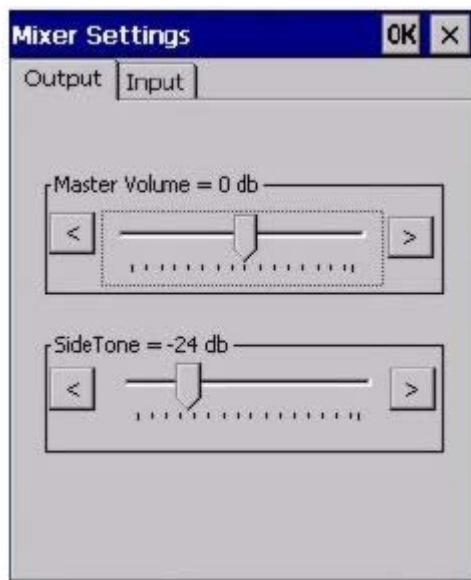 Mixer Settings OK ×
Output Input
Master Volume = 0 db
< >
SideTone = -24 db
< >